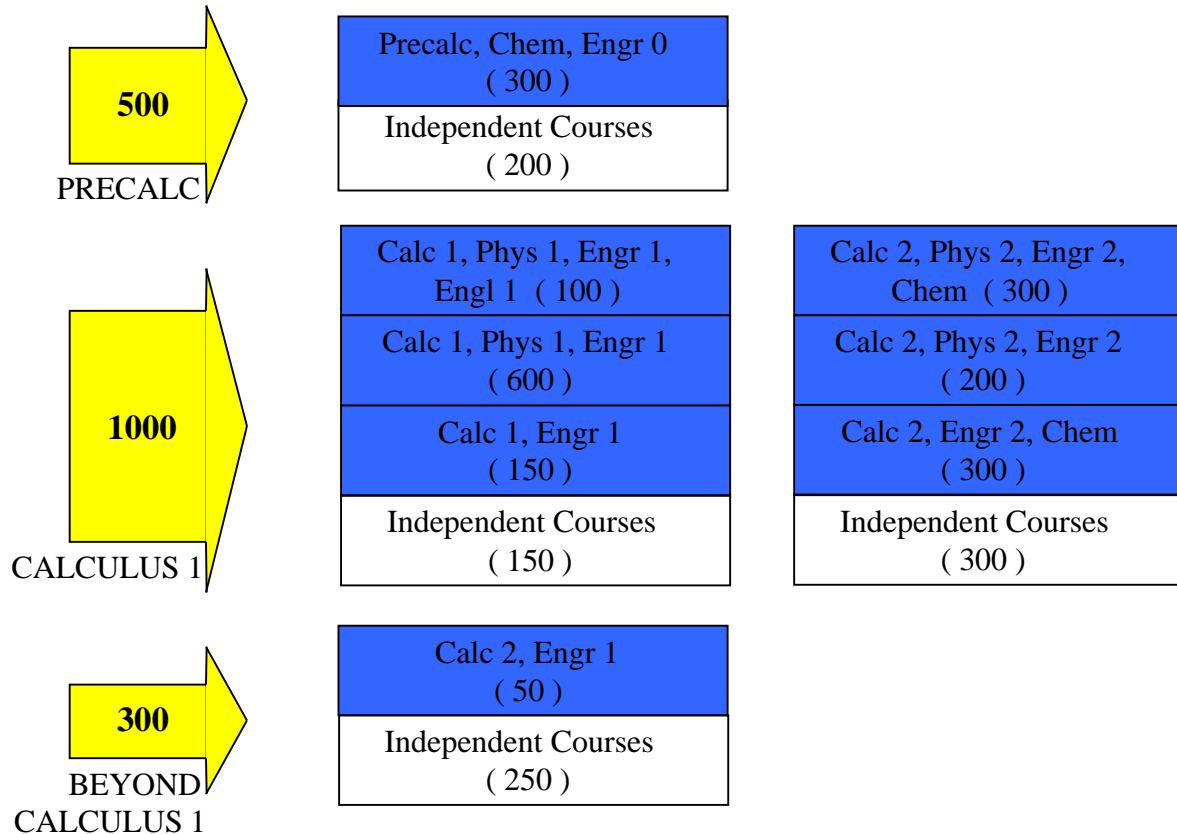 500
PRECALC
Precalc, Chem, Engr 0
( 300 )
Independent Courses
( 200 )
1000
CALCULUS 1
Calc 1, Phys 1, Engr 1,
Engl 1 ( 100 )
Calc 1, Phys 1, Engr 1
( 600 )
Calc 1, Engr 1
( 150 )
Independent Courses
( 150 )
Calc 2, Phys 2, Engr 2,
Chem ( 300 )
Calc 2, Phys 2, Engr 2
( 200 )
Calc 2, Engr 2, Chem
( 300 )
Independent Courses
( 300 )
300
BEYOND
CALCULUS 1
Calc 2, Engr 1
( 50 )
Independent Courses
( 250 )